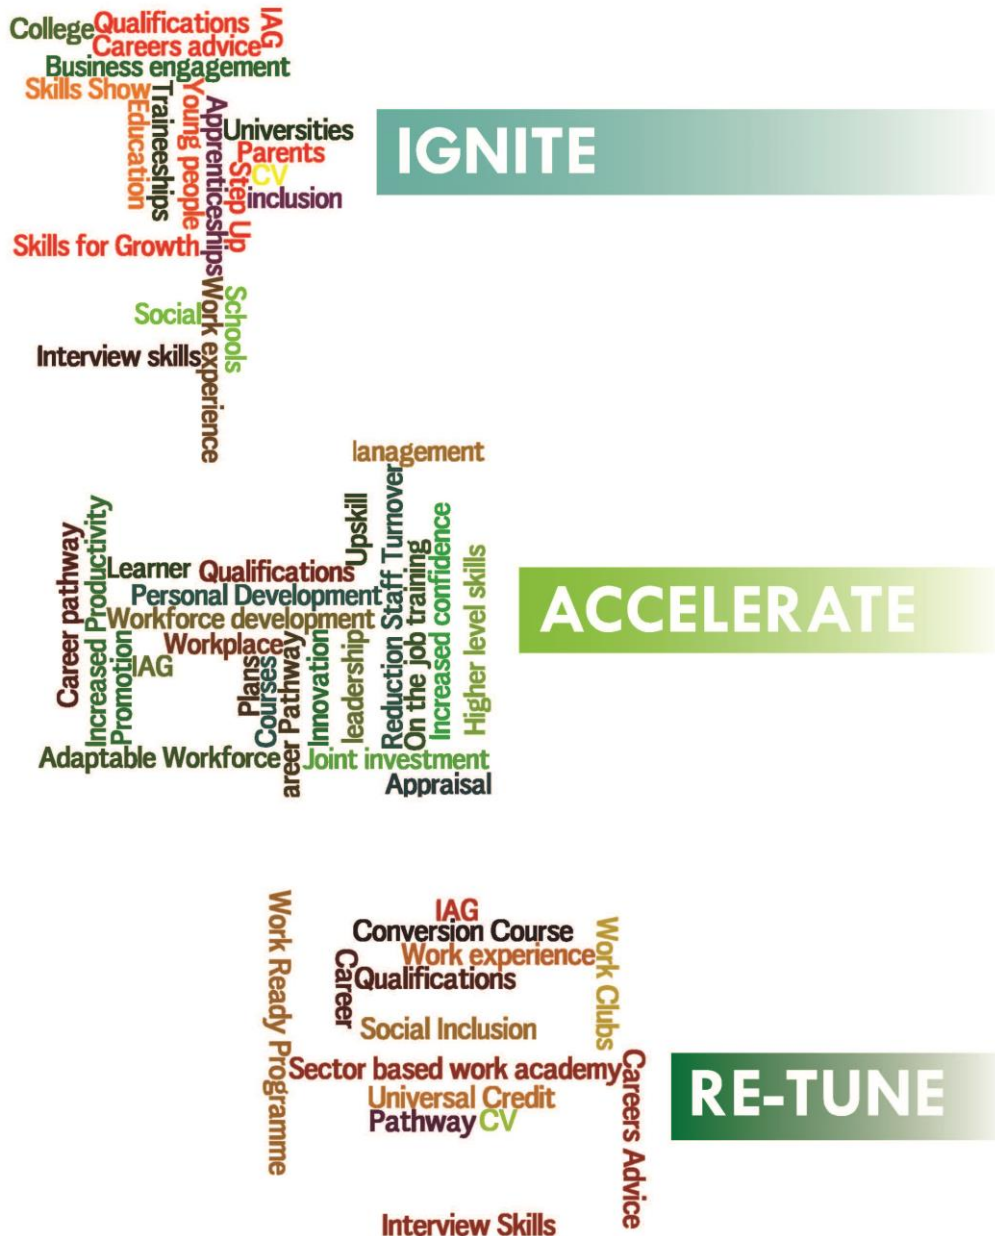 College
Qualifications
IAG
Careers advice
Business engagement
Skills Show
Traineeships
Young people
Education
Apprenticeships
Universities
Parents
CV
Step Up
inclusion
Skills for Growth
Social
Schools
Work experience
Interview skills
IGNITE
lanagement
Career pathway
Increased Productivity
Learner
Qualifications
Upskill
Reduction Staff Turnover
On the job training
Increased confidence
Higher level skills
Personal Development
Workforce development
Workplace
Promotion
IAG
Plans
Courses
areer Pathway
Innovation
leadership
Adaptable Workforce
Joint investment
Appraisal
ACCELERATE
Work Ready Programme
IAG
Conversion Course
Work experience
Career
Qualifications
Work Clubs
Social Inclusion
Sector based work academy
Careers Advice
Universal Credit
Pathway
CV
Interview Skills
RE-TUNE